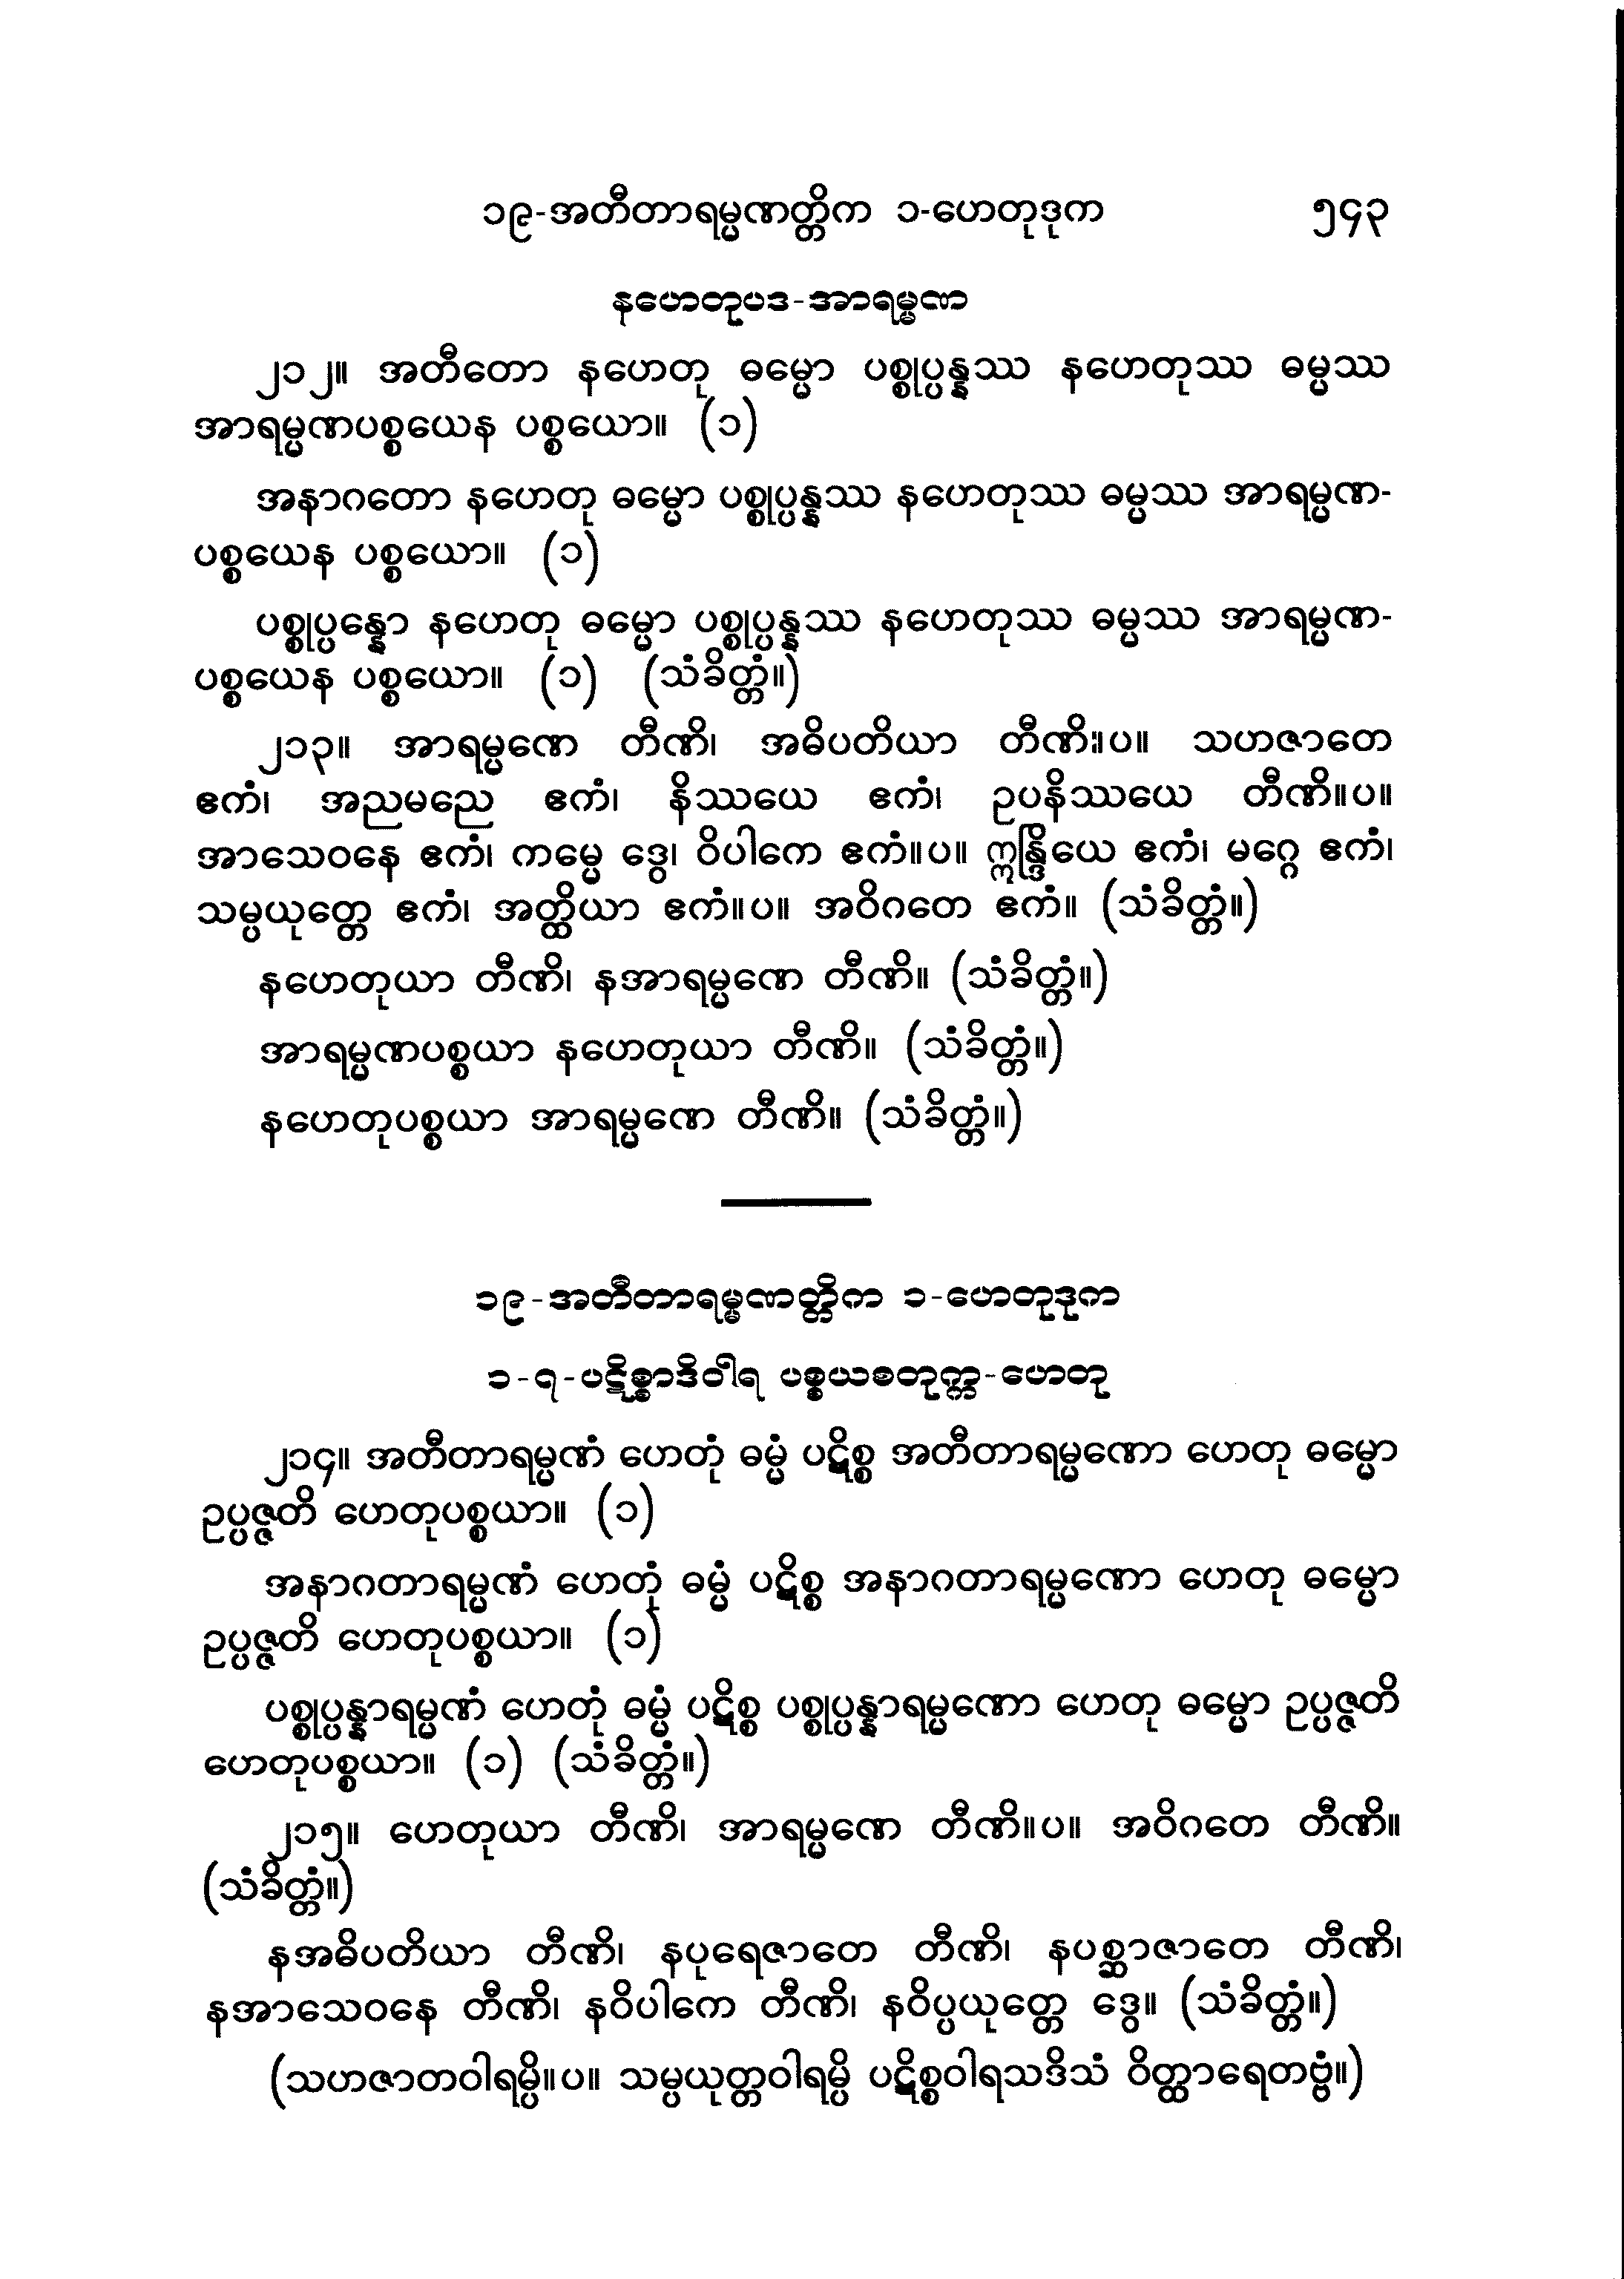 ၁၉-အတီတာရမ္မဏတ္တိက ၁-ဟေတုဒုက ၅၄၃
နဟေတုပဒ-အာရမ္မဏ
၂၁၂။ အတီတော နဟေတု ဓမ္မော ပစ္စုပ္ပန္နဿ နဟေတုဿ ဓမ္မဿ
အာရမ္မဏပစ္စယေန ပစ္စယော။ (၁)
အနာဂတော နဟေတု ဓမ္မော ပစ္စုပ္ပန္နဿ နဟေတုဿ ဓမ္မဿ အာရမ္မဏ-
ပစ္စယေန ပစ္စယော။ (၁)
ပစ္စုပ္ပန္နော နဟေတု ဓမ္မော ပစ္စုပ္ပန္နဿ နဟေတုဿ ဓမ္မဿ အာရမ္မဏ-
ပစ္စယေန ပစ္စယော။ (၁) (သံခိတ္တံ။)
၂၁၃။ အာရမ္မဏေ တီဏိ၊ အဓိပတိယာ တီဏိ။ပ။ သဟဇာတေ
ဧကံ၊ အညမညေ ဧကံ၊ နိဿယေ ဧကံ၊ ဥပနိဿယေ တီဏိ။ပ။
အာသေဝနေ ဧကံ၊ ကမ္မေ ဒွေ၊ ဝိပါကေ ဧကံ။ပ။ ဣန္ဒြိယေ ဧကံ၊ မဂ္ဂေ ဧကံ၊
သမ္ပယုတ္တေ ဧကံ၊ အတ္ထိယာ ဧကံ။ပ။ အဝိဂတေ ဧကံ။ (သံခိတ္တံ။)
နဟေတုယာ တီဏိ၊ နအာရမ္မဏေ တီဏိ။ (သံခိတ္တံ။)
အာရမ္မဏပစ္စယာ နဟေတုယာ တီဏိ။ (သံခိတ္တံ။)
နဟေတုပစ္စယာ အာရမ္မဏေ တီဏိ။ (သံခိတ္တံ။)
၁၉-အတီတာရမ္မဏတ္တိက ၁-ဟေတုဒုက
၁-၇-ပဋိစ္စာဒိဝါရ ပစ္စယစတုက္က-ဟေတု
၂၁၄။ အတီတာရမ္မဏံ ဟေတုံ ဓမ္မံ ပဋိစ္စ အတီတာရမ္မဏော ဟေတု ဓမ္မော
ဥပ္ပဇ္ဇတိ ဟေတုပစ္စယာ။ (၁)
အနာဂတာရမ္မဏံ ဟေတုံ ဓမ္မံ ပဋိစ္စ အနာဂတာရမ္မဏော ဟေတု ဓမ္မော
ဥပ္ပဇ္ဇတိ ဟေတုပစ္စယာ။ (၁)
ပစ္စုပ္ပန္နာရမ္မဏံ ဟေတုံ ဓမ္မံ ပဋိစ္စ ပစ္စုပ္ပန္နာရမ္မဏော ဟေတု ဓမ္မော ဥပ္ပဇ္ဇတိ
ဟေတုပစ္စယာ။ (၁) (သံခိတ္တံ။)
၂၁၅။ ဟေတုယာ တီဏိ၊ အာရမ္မဏေ တီဏိ။ပ။ အဝိဂတေ တီဏိ။
(သံခိတ္တံ။)
နအဓိပတိယာ တီဏိ၊ နပုရေဇာတေ တီဏိ၊ နပစ္ဆာဇာတေ တီဏိ၊
နအာသေဝနေ တီဏိ၊ နဝိပါကေ တီဏိ၊ နဝိပ္ပယုတ္တေ ဒွေ။ (သံခိတ္တံ။)
(သဟဇာတဝါရမ္ပိ။ပ။ သမ္ပယုတ္တဝါရမ္ပိ ပဋိစ္စဝါရသဒိသံ ဝိတ္ထာရေတဗ္ဗံ။)